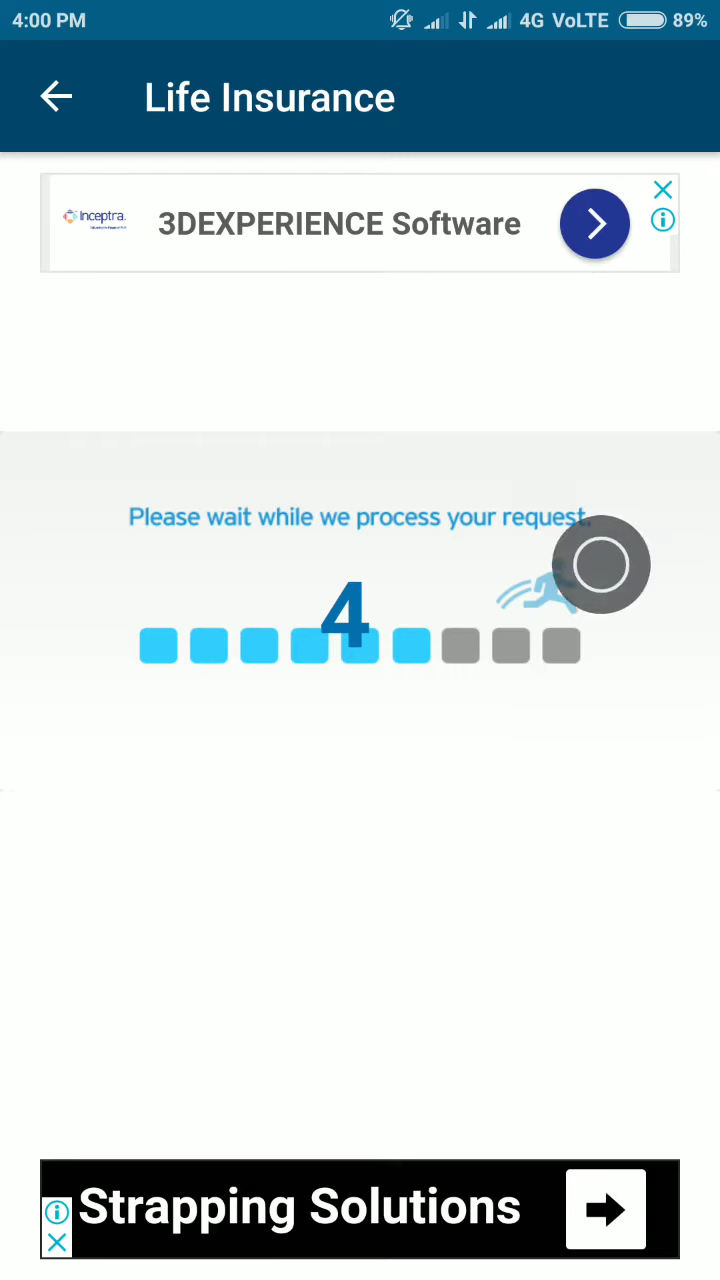 4:00 PM 4G VoLTE 89%
Life Insurance
Inceptra.
3DEXPERIENCE Software
Please wait while we process your request.
4
Strapping Solutions